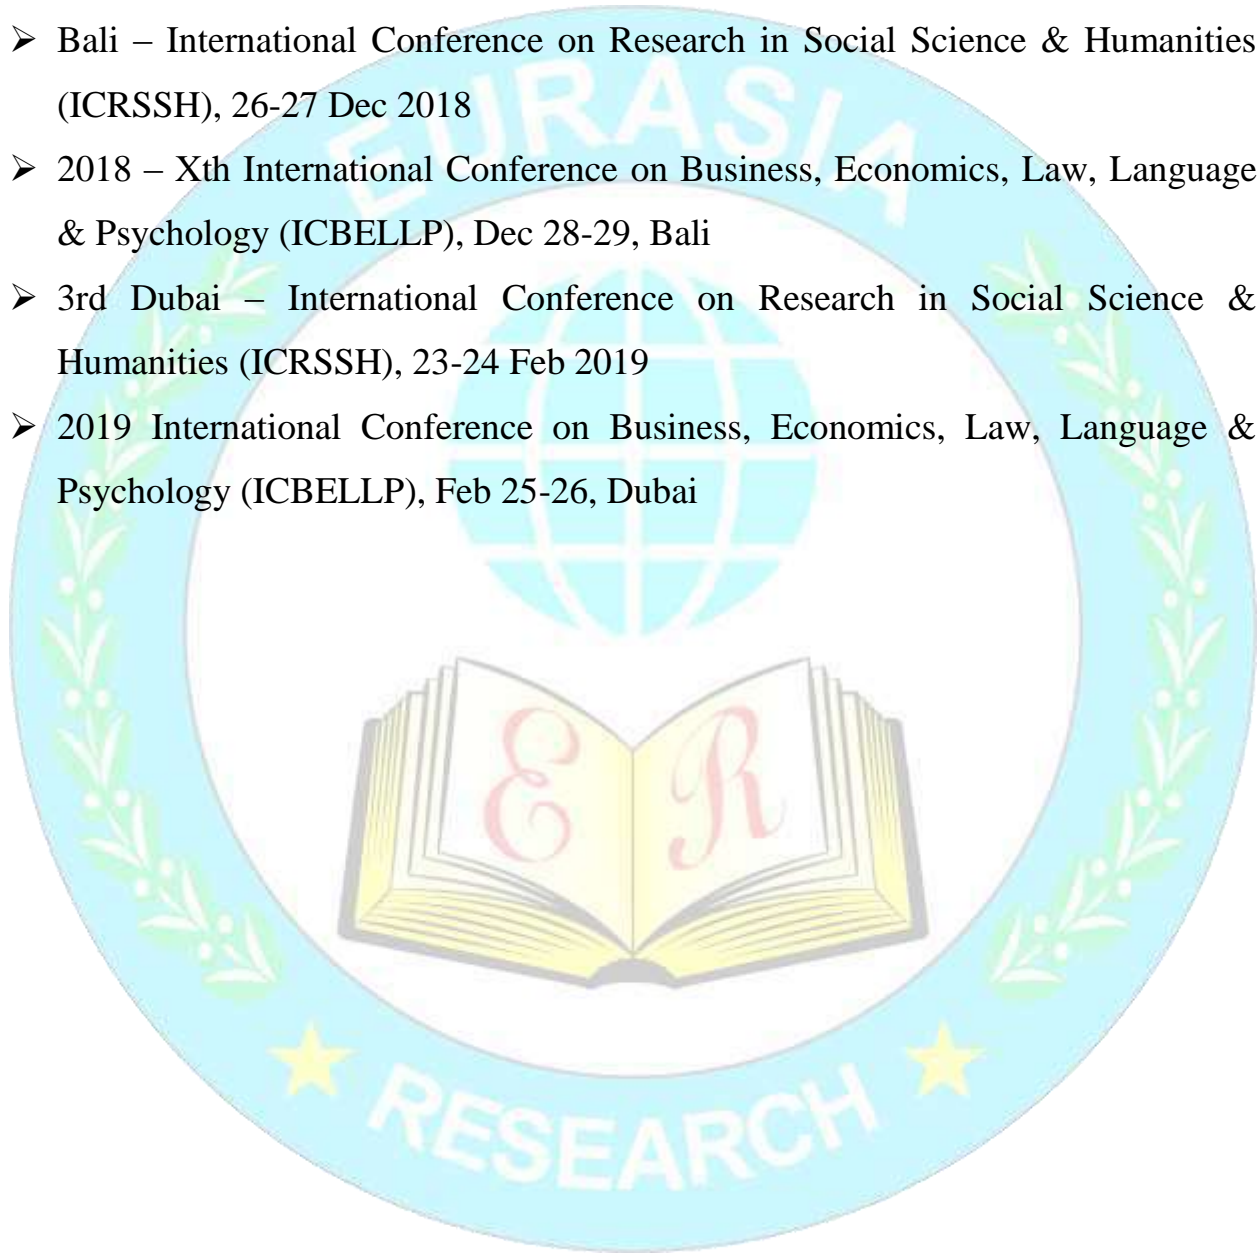 ➢ Bali – International Conference on Research in Social Science & Humanities
(ICRSSH), 26-27 Dec 2018
➢ 2018 – Xth International Conference on Business, Economics, Law, Language
& Psychology (ICBELLP), Dec 28-29, Bali
➢ 3rd Dubai – International Conference on Research in Social Science &
Humanities (ICRSSH), 23-24 Feb 2019
➢ 2019 International Conference on Business, Economics, Law, Language &
Psychology (ICBELLP), Feb 25-26, Dubai
EURASIA
E R
RESEARCH